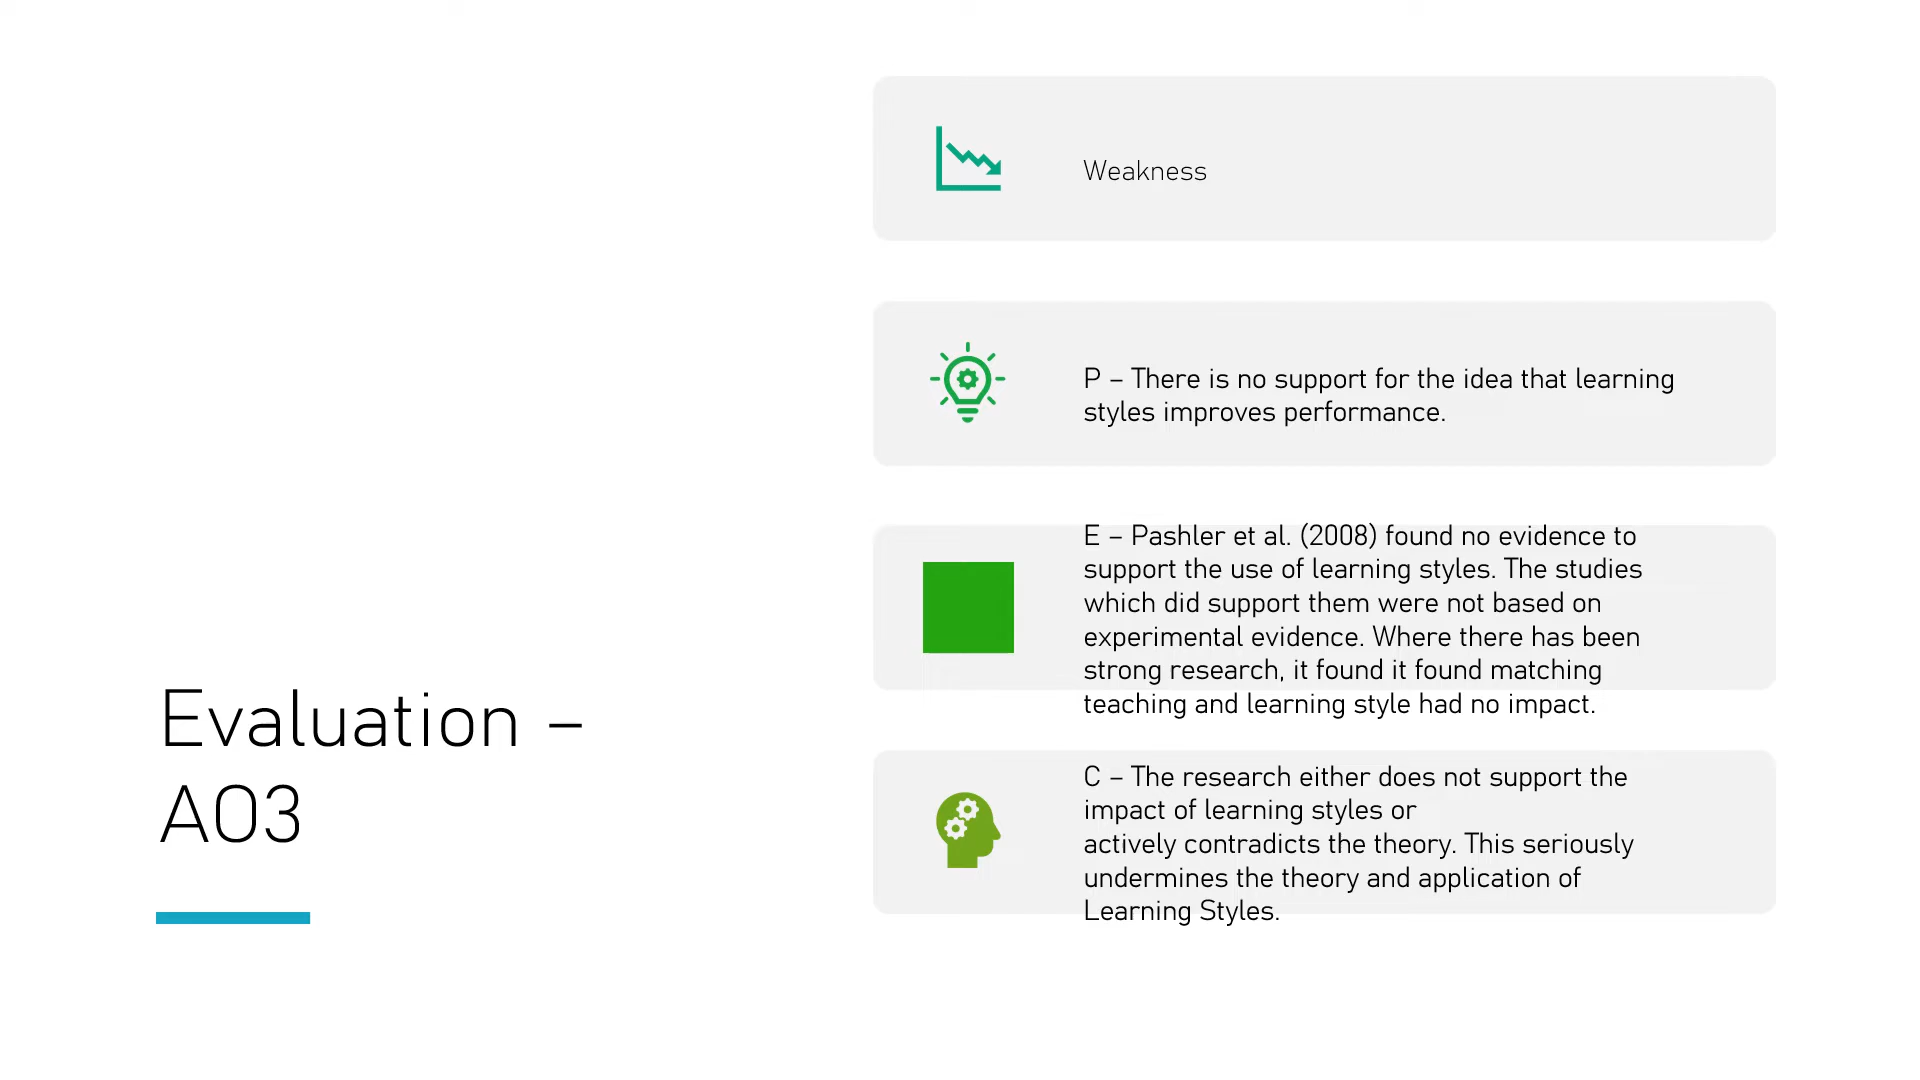 Evaluation –
AO3
Weakness
P – There is no support for the idea that learning
styles improves performance.
E – Pashler et al. (2008) found no evidence to
support the use of learning styles. The studies
which did support them were not based on
experimental evidence. Where there has been
strong research, it found it found matching
teaching and learning style had no impact.
C – The research either does not support the
impact of learning styles or
actively contradicts the theory. This seriously
undermines the theory and application of
Learning Styles.